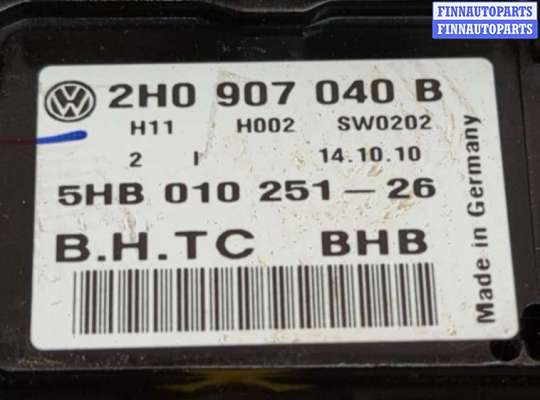 FINNAUTOPARTS
FINNAUTOPARTS
2H0 907 040 B
H11 H002 SW0202
2 I 14.10.10
5HB 010 251-26
B.H.TC BHB
Made in Germany